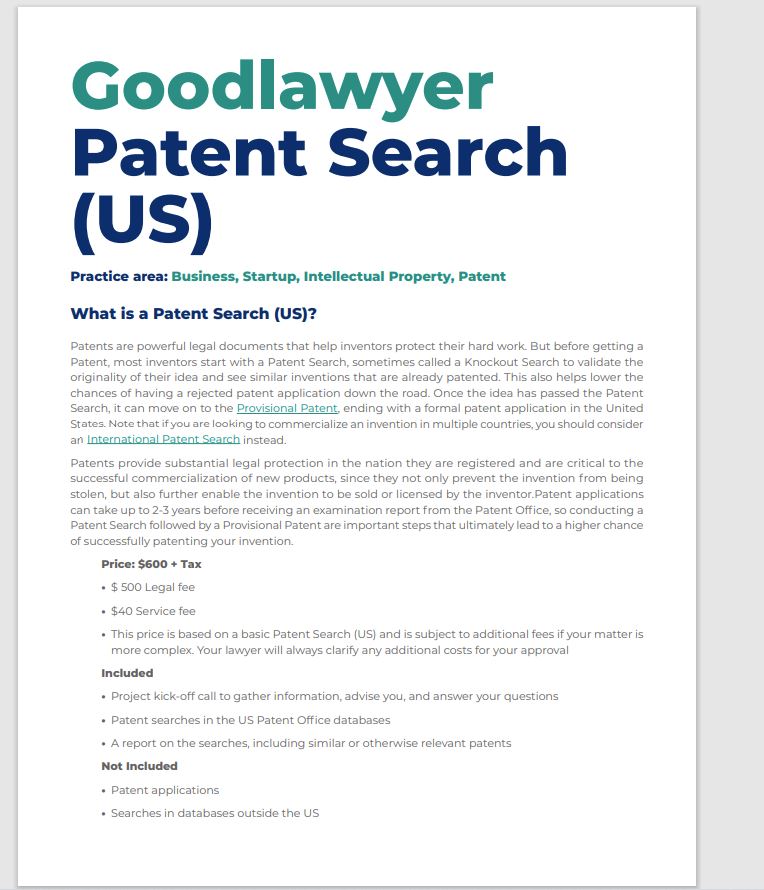 Goodlawyer
Patent Search
(US)
Practice area: Business, Startup, Intellectual Property, Patent
What is a Patent Search (US)?
Patents are powerful legal documents that help inventors protect their hard work. But before getting a
Patent, most inventors start with a Patent Search, sometimes called a Knockout Search to validate the
originality of their idea and see similar inventions that are already patented. This also helps lower the
chances of having a rejected patent application down the road. Once the idea has passed the Patent
Search, it can move on to the Provisional Patent, ending with a formal patent application in the United
States. Note that if you are looking to commercialize an invention in multiple countries, you should consider
an International Patent Search instead.
Patents provide substantial legal protection in the nation they are registered and are critical to the
successful commercialization of new products, since they not only prevent the invention from being
stolen, but also further enable the invention to be sold or licensed by the inventor.Patent applications
can take up to 2-3 years before receiving an examination report from the Patent Office, so conducting a
Patent Search followed by a Provisional Patent are important steps that ultimately lead to a higher chance
of successfully patenting your invention.
Price: $600 + Tax
• $ 500 Legal fee
• $40 Service fee
• This price is based on a basic Patent Search (US) and is subject to additional fees if your matter is
more complex. Your lawyer will always clarify any additional costs for your approval
Included
• Project kick-off call to gather information, advise you, and answer your questions
• Patent searches in the US Patent Office databases
• A report on the searches, including similar or otherwise relevant patents
Not Included
• Patent applications
• Searches in databases outside the US